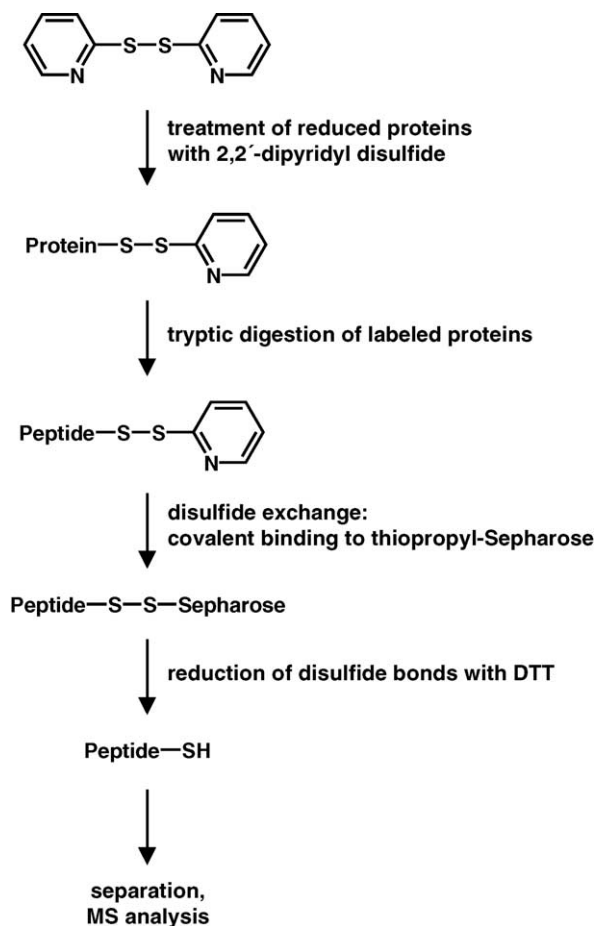 S–S
N N
treatment of reduced proteins
with 2,2´-dipyridyl disulfide
Protein–S–S
N
tryptic digestion of labeled proteins
Peptide–S–S
N
disulfide exchange:
covalent binding to thiopropyl-Sepharose
Peptide–S–S–Sepharose
reduction of disulfide bonds with DTT
Peptide–SH
separation,
MS analysis